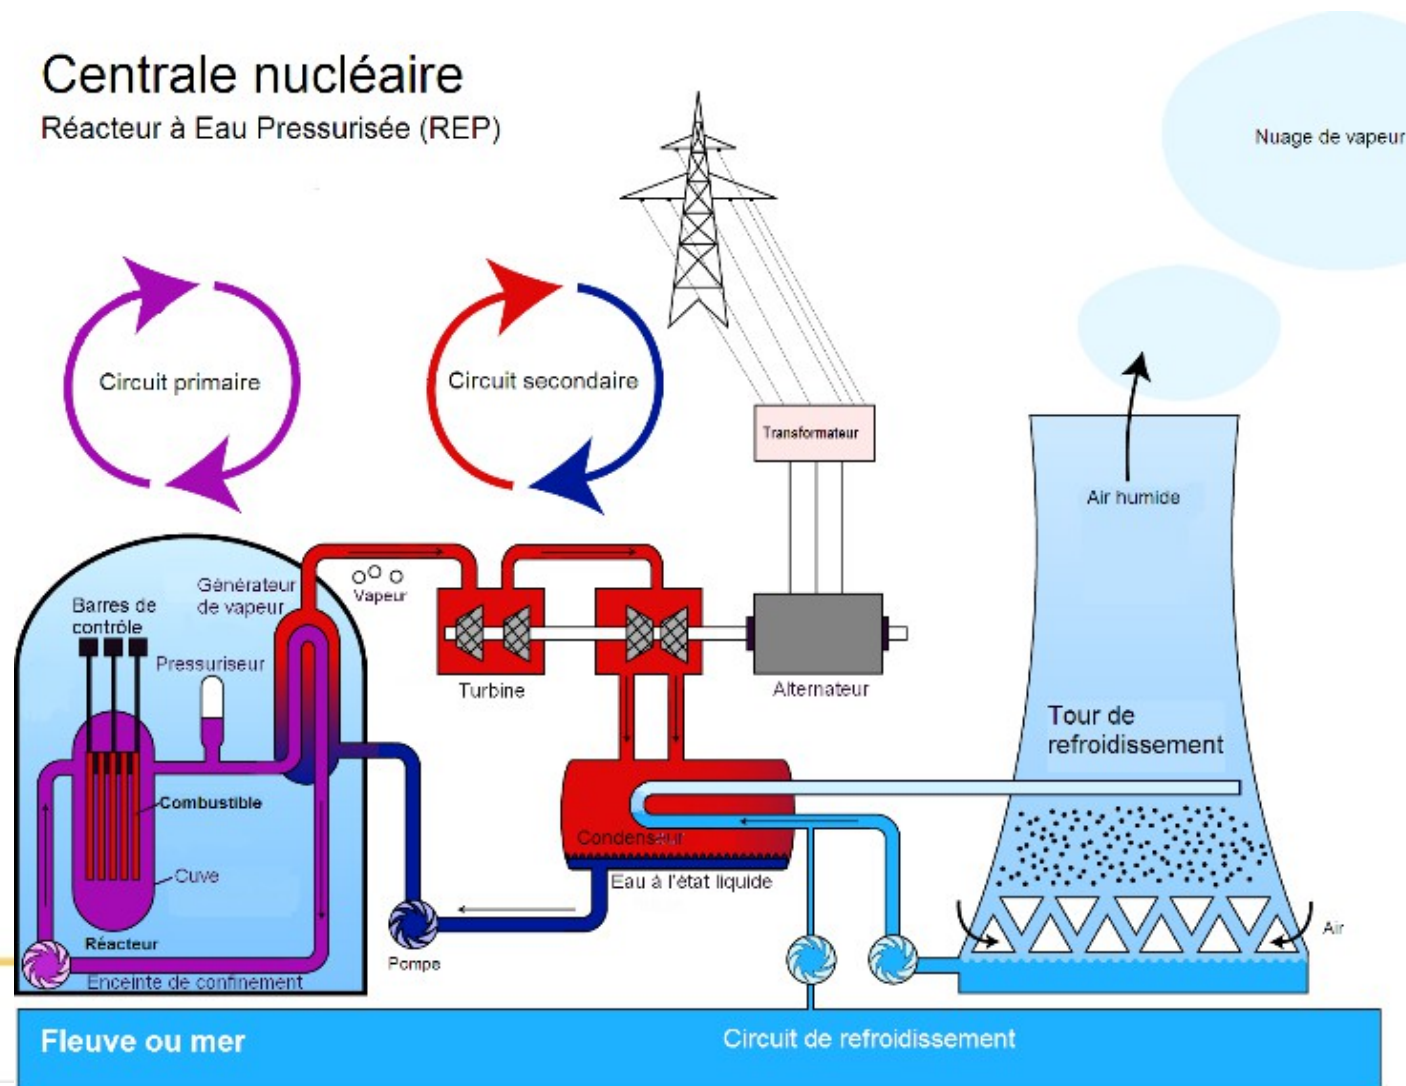 Centrale nucléaire
Réacteur à Eau Pressurisée (REP)
Nuage de vapeur
Circuit primaire
Circuit secondaire
Transformateur
Air humide
Générateur
de vapeur
Vapeur
Barres de
contrôle
Pressuriseur
Turbine
Alternateur
Tour de
refroidissement
Combustible
Condenseur
Cuve
Eau à l'état liquide
Air
Réacteur
Pompe
Enceinte de confinement
Fleuve ou mer
Circuit de refroidissement